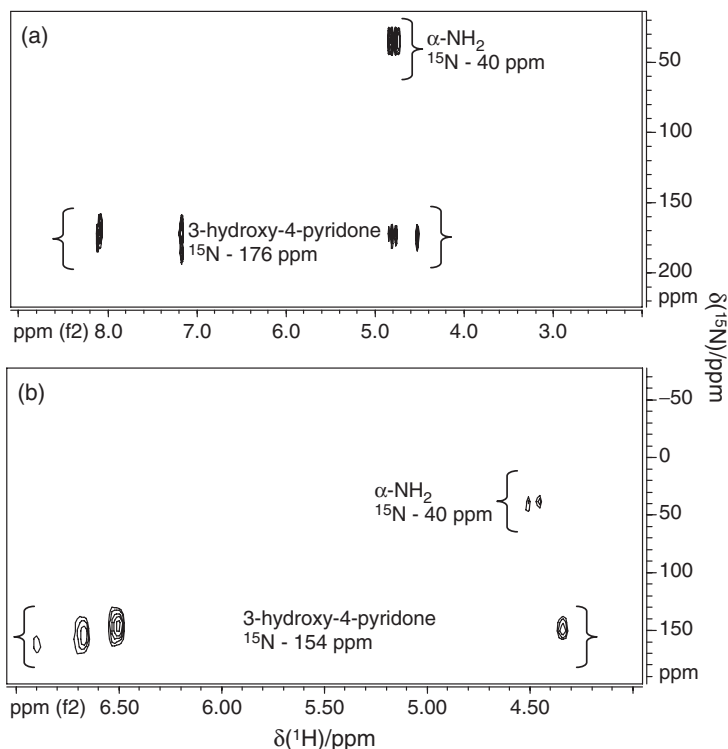 (a)
α-NH2
15N - 40 ppm
50
100
150
200
ppm
3-hydroxy-4-pyridone
15N - 176 ppm
ppm (f2) 8.0 7.0 6.0 5.0 4.0 3.0
δ(15N)/ppm
(b)
−50
0
50
100
150
ppm
α-NH2
15N - 40 ppm
3-hydroxy-4-pyridone
15N - 154 ppm
ppm (f2) 6.50 6.00 5.50 5.00 4.50
δ(1H)/ppm